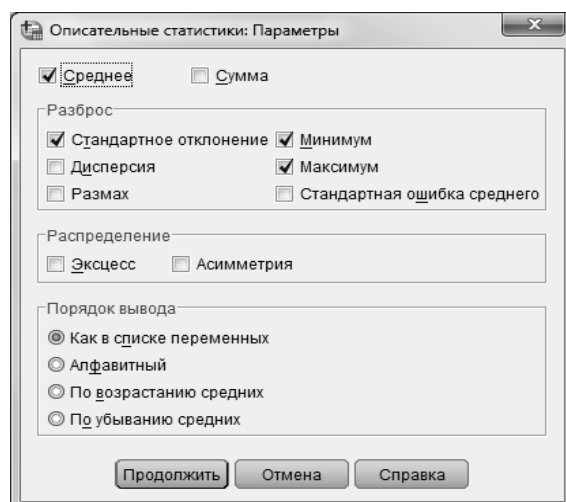 Описательные статистики: Параметры
Среднее Сумма
Разброс
Стандартное отклонение Минимум
Дисперсия Максимум
Размах Стандартная ошибка среднего
Распределение
Эксцесс Асимметрия
Порядок вывода
Как в списке переменных
Алфавитный
По возрастанию средних
По убыванию средних
Продолжить Отмена Справка